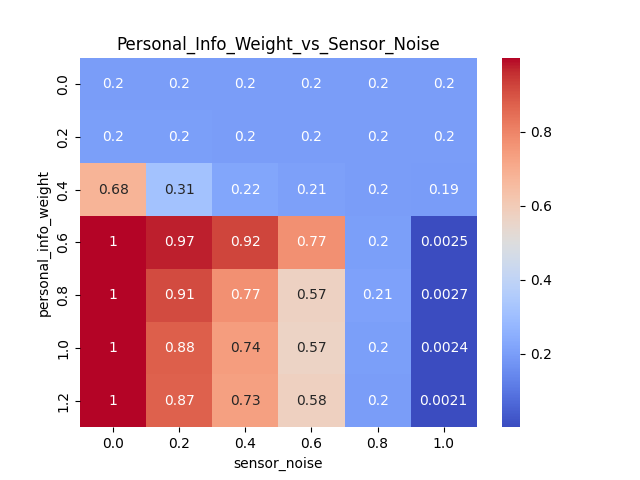 Personal_Info_Weight_vs_Sensor_Noise
0.0 0.2 0.2 0.2 0.2 0.2 0.2
0.2 0.2 0.2 0.2 0.2 0.2 0.2
0.4 0.68 0.31 0.22 0.21 0.2 0.19
0.6 1 0.97 0.92 0.77 0.2 0.0025
0.8 1 0.91 0.77 0.57 0.21 0.0027
1.0 1 0.88 0.74 0.57 0.2 0.0024
1.2 1 0.87 0.73 0.58 0.2 0.0021
0.0 0.2 0.4 0.6 0.8 1.0
sensor_noise
personal_info_weight
0.8
0.6
0.4
0.2